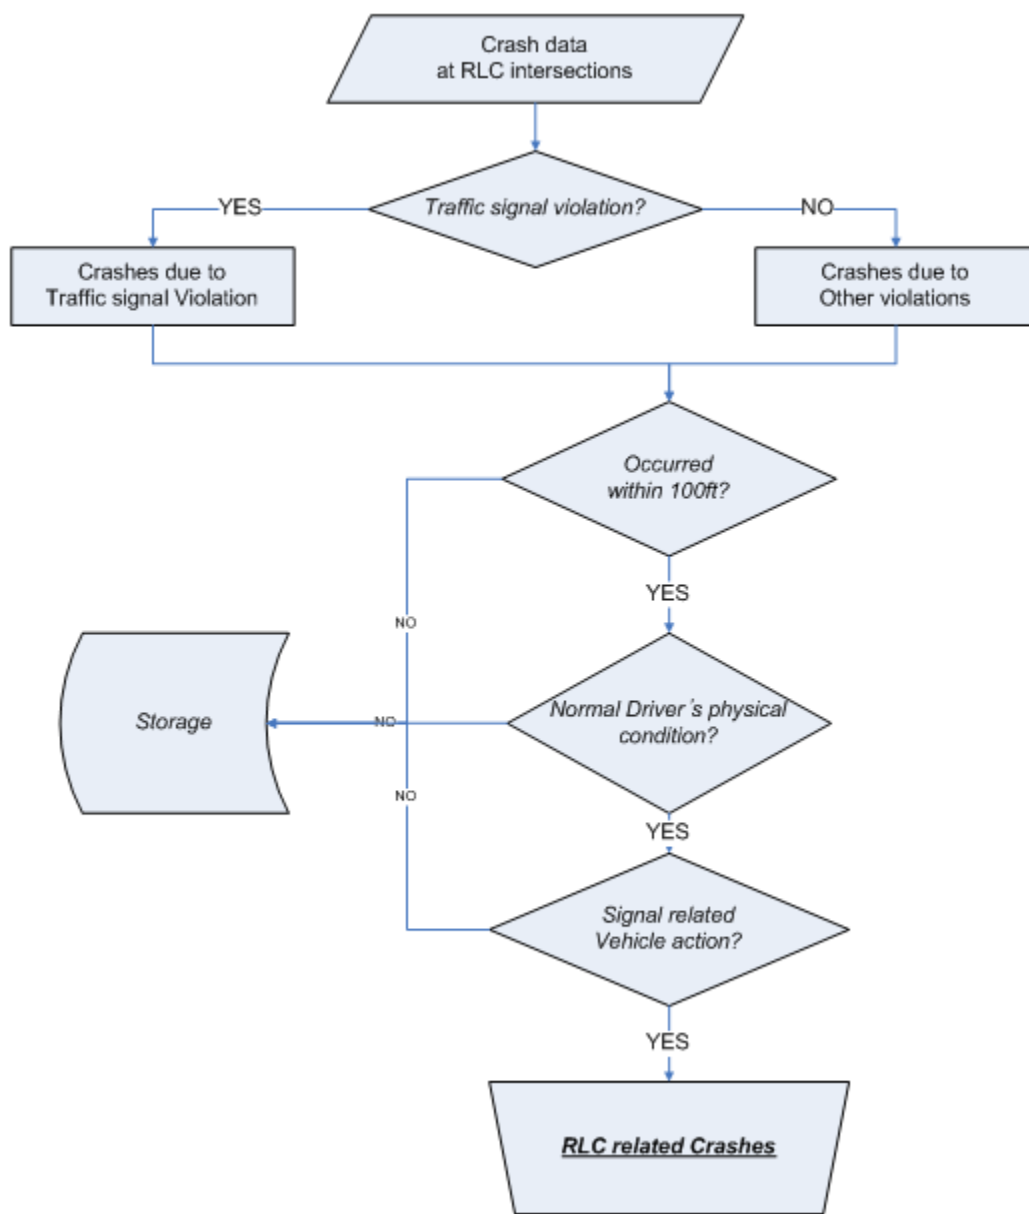 Crash data
at RLC intersections
Traffic signal violation?
YES
NO
Crashes due to
Traffic signal Violation
Crashes due to
Other violations
Occurred
within 100ft?
YES
NO
Storage
NO
Normal Driver´s physical
condition?
NO
YES
Signal related
Vehicle action?
YES
RLC related Crashes